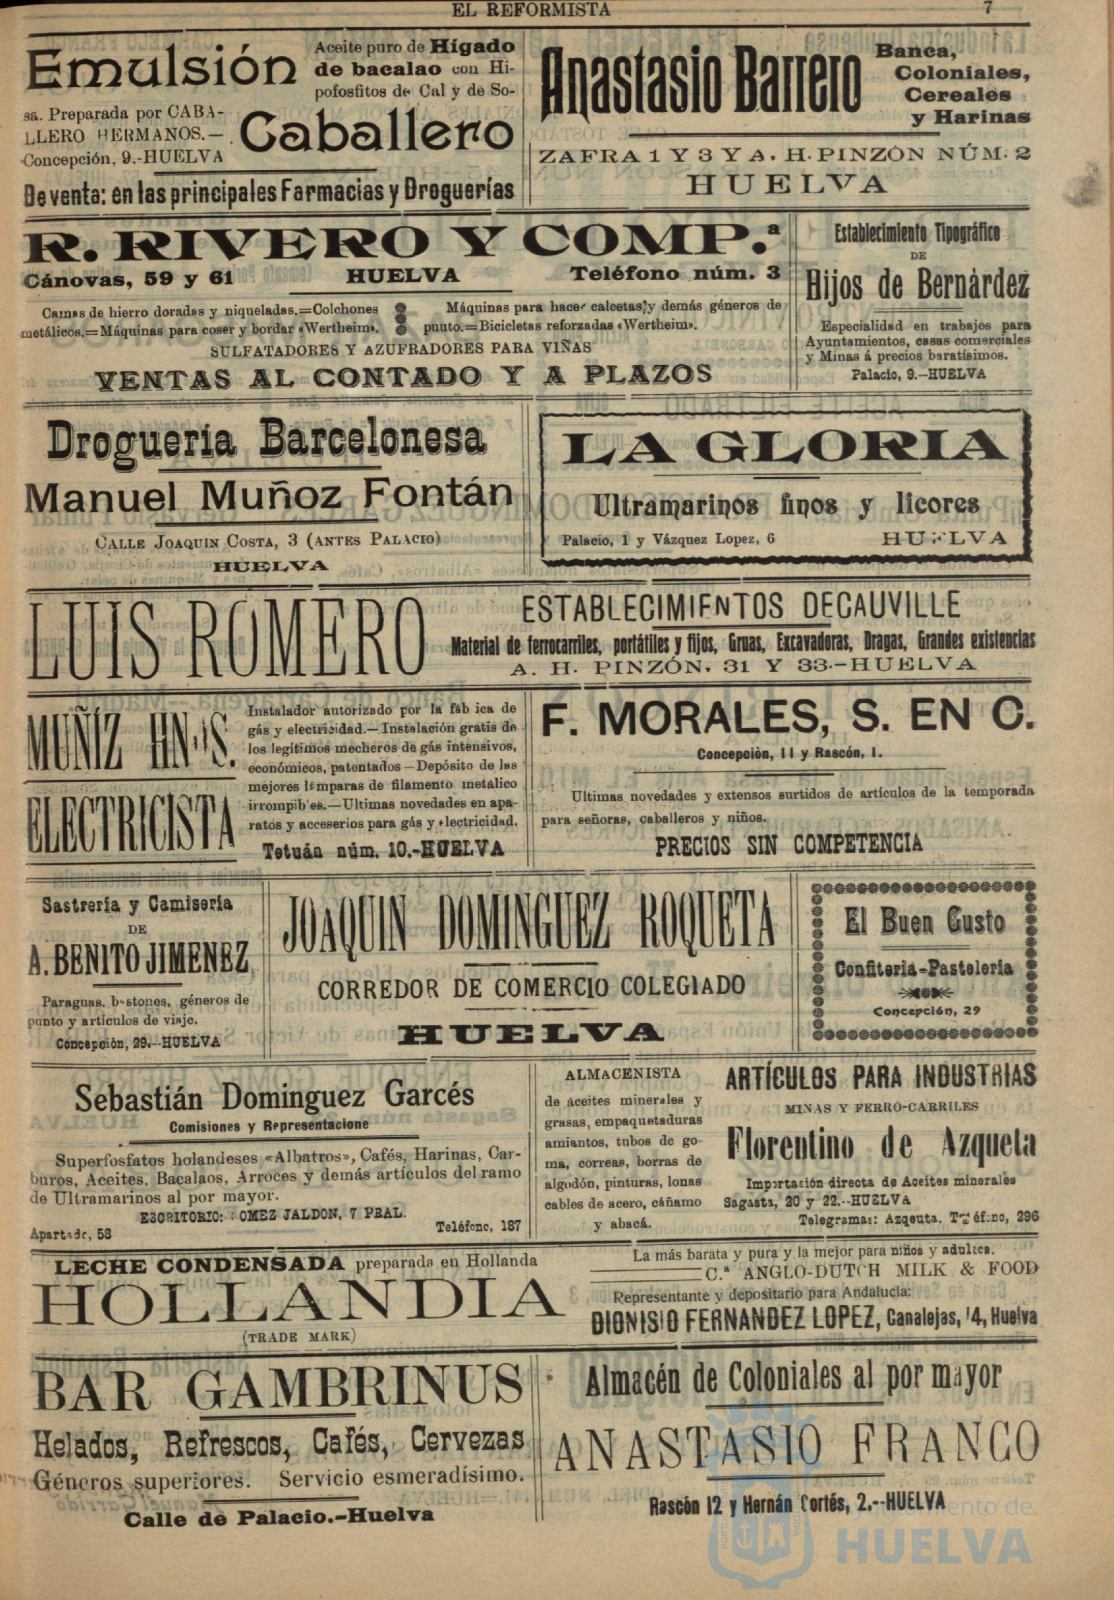 EL REFORMISTA
7
Emulsión
Aceite puro de Hígado
de bacalao con Hi-
pofosfitos de Cal y de So-
sa. Preparada por CABA-
LLERO HERMANOS.—
Concepción, 9.-HUELVA
Caballero
De venta: en las principales Farmacias y Droguerías
Anastasio Barrero
Banca,
Coloniales,
Cereales
y Harinas
ZAFRA 1 Y 3 Y A. H. PINZÓN NÚM. 2
HUELVA
R. RIVERO Y COMP.ª
Cánovas, 59 y 61
HUELVA
Teléfono núm. 3
Camas de hierro doradas y niqueladas.=Colchones
metálicos.=Máquinas para coser y bordar «Wertheim».
Máquinas para hacer calcetas y demás géneros de
punto.=Bicicletas reforzadas «Wertheim».
SULFATADORES Y AZUFRADORES PARA VIÑAS
VENTAS AL CONTADO Y A PLAZOS
Establecimiento Tipográfico
DE
Hijos de Bernárdez
Especialidad en trabajos para
Ayuntamientos, casas comerciales
y Minas á precios baratísimos.
Palacio, 9.-HUELVA
Droguería Barcelonesa
Manuel Muñoz Fontán
CALLE JOAQUIN COSTA, 3 (ANTES PALACIO)
HUELVA
LA GLORIA
Ultramarinos finos y licores
Palacio, 1 y Vázquez Lopez, 6
HUELVA
LUIS ROMERO
ESTABLECIMIENTOS DECAUVILLE
Material de ferrocarriles, portátiles y fijos, Gruas, Excavadoras, Dragas, Grandes existencias
A. H. PINZÓN, 31 Y 33.-HUELVA
MUÑÍZ HNOS.
ELECTRICISTA
Instalador autorizado por la fábrica de
gás y electricidad.—Instalación gratis de
los legítimos mecheros de gás intensivos,
económicos, patentados—Depósito de las
mejores lámparas de filamento metálico
irrompibles.—Ultimas novedades en apa-
ratos y accesorios para gás y electricidad.
Tetuán núm. 10.-HUELVA
F. MORALES, S. EN C.
Concepción, 11 y Rascón, 1.
Ultimas novedades y extensos surtidos de artículos de la temporada
para señoras, caballeros y niños.
PRECIOS SIN COMPETENCIA
Sastrería y Camisería
DE
A. BENITO JIMENEZ
Paraguas, bastones, géneros de
punto y artículos de viaje.
Concepción, 29.-HUELVA
JOAQUIN DOMINGUEZ ROQUETA
CORREDOR DE COMERCIO COLEGIADO
HUELVA
El Buen Gusto
Confitería-Pastelería
Concepción, 29
Sebastián Dominguez Garcés
Comisiones y Representacione
Superfosfatos holandeses «Albatros», Cafés, Harinas, Car-
buros, Aceites, Bacalaos, Arroces y demás artículos del ramo
de Ultramarinos al por mayor.
ESCRITORIO: GOMEZ JALDON, 7 PRAL.
Apartado, 58
Teléfono, 187
ALMACENISTA
de aceites minerales y
grasas, empaquetaduras
amiantos, tubos de go-
ma, correas, borras de
algodón, pinturas, lonas
cables de acero, cáñamo
y abacá.
ARTÍCULOS PARA INDUSTRIAS
MINAS Y FERRO-CARRILES
Florentino de Azqueta
Importación directa de Aceites minerales
Sagasta, 20 y 22.-HUELVA
Telegramas: Azqeuta. Teléfono, 296
LECHE CONDENSADA preparada en Hollanda
HOLLANDIA
(TRADE MARK)
La más barata y pura y la mejor para niños y adultos.
C.ª ANGLO-DUTCH MILK & FOOD
Representante y depositario para Andalucía:
DIONISIO FERNANDEZ LOPEZ, Canalejas, 14, Huelva
BAR GAMBRINUS
Helados, Refrescos, Cafés, Cervezas
Géneros superiores. Servicio esmeradísimo.
Calle de Palacio.-Huelva
Almacén de Coloniales al por mayor
ANASTASIO FRANCO
Rascón 12 y Hernán Cortés, 2.--HUELVA
Ayuntamiento de
HUELVA